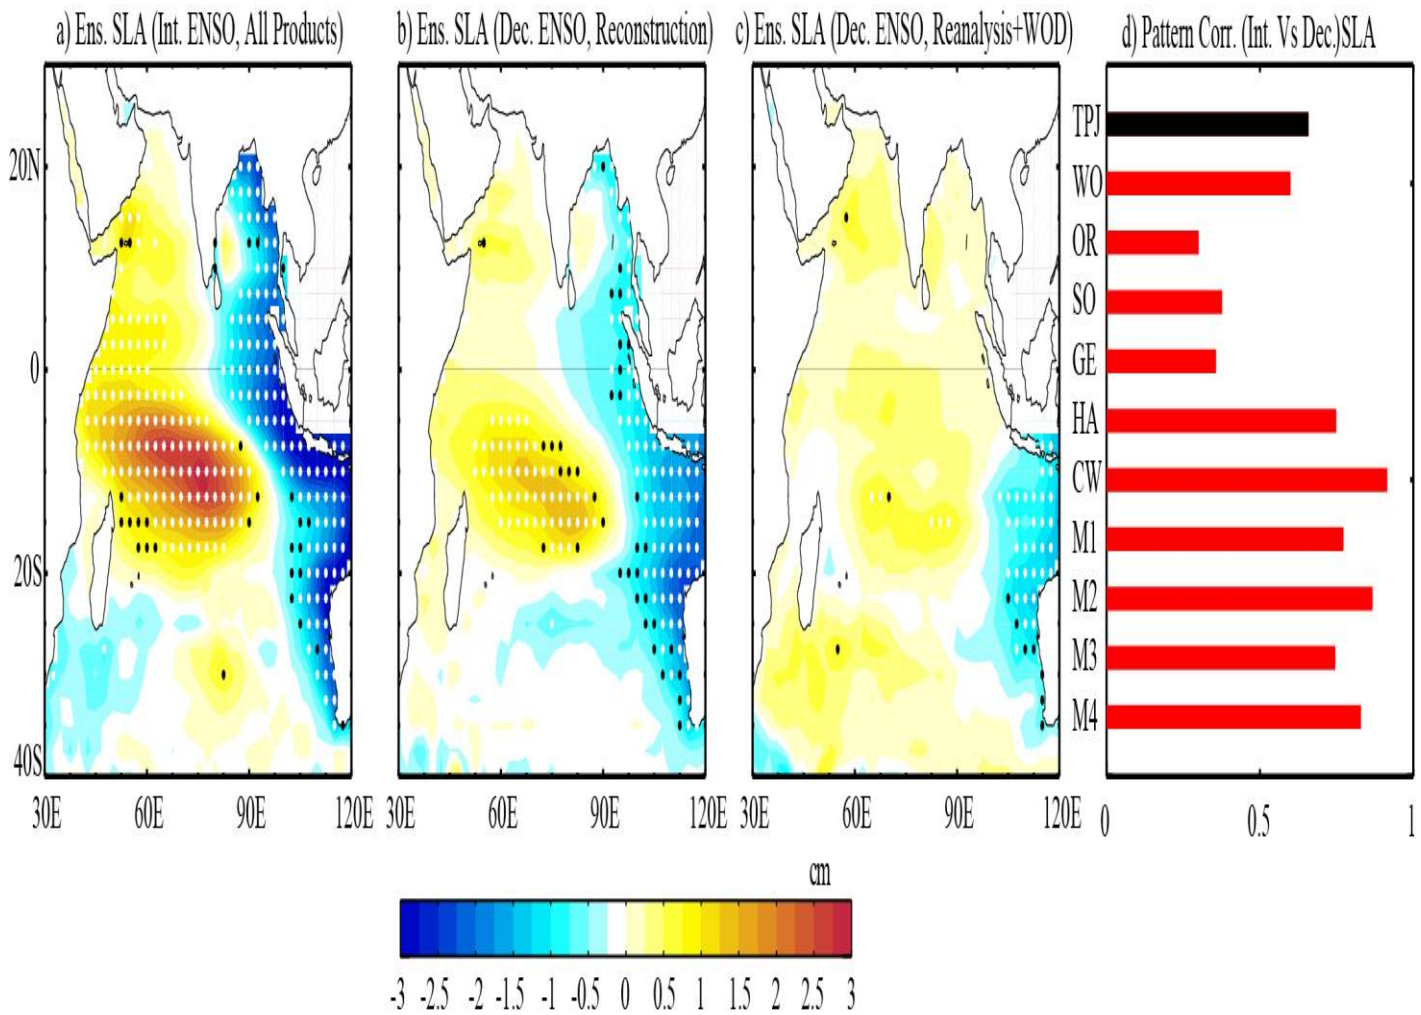 a) Ens. SLA (Int. ENSO, All Products)
b) Ens. SLA (Dec. ENSO, Reconstruction)
c) Ens. SLA (Dec. ENSO, Reanalysis+WOD)
d) Pattern Corr. (Int. Vs Dec.)SLA
20N
0
20S
40S
30E 60E 90E 120E
30E 60E 90E 120E
30E 60E 90E 120E
TPJ
WO
OR
SO
GE
HA
CW
M1
M2
M3
M4
0 0.5 1
cm
-3 -2.5 -2 -1.5 -1 -0.5 0 0.5 1 1.5 2 2.5 3